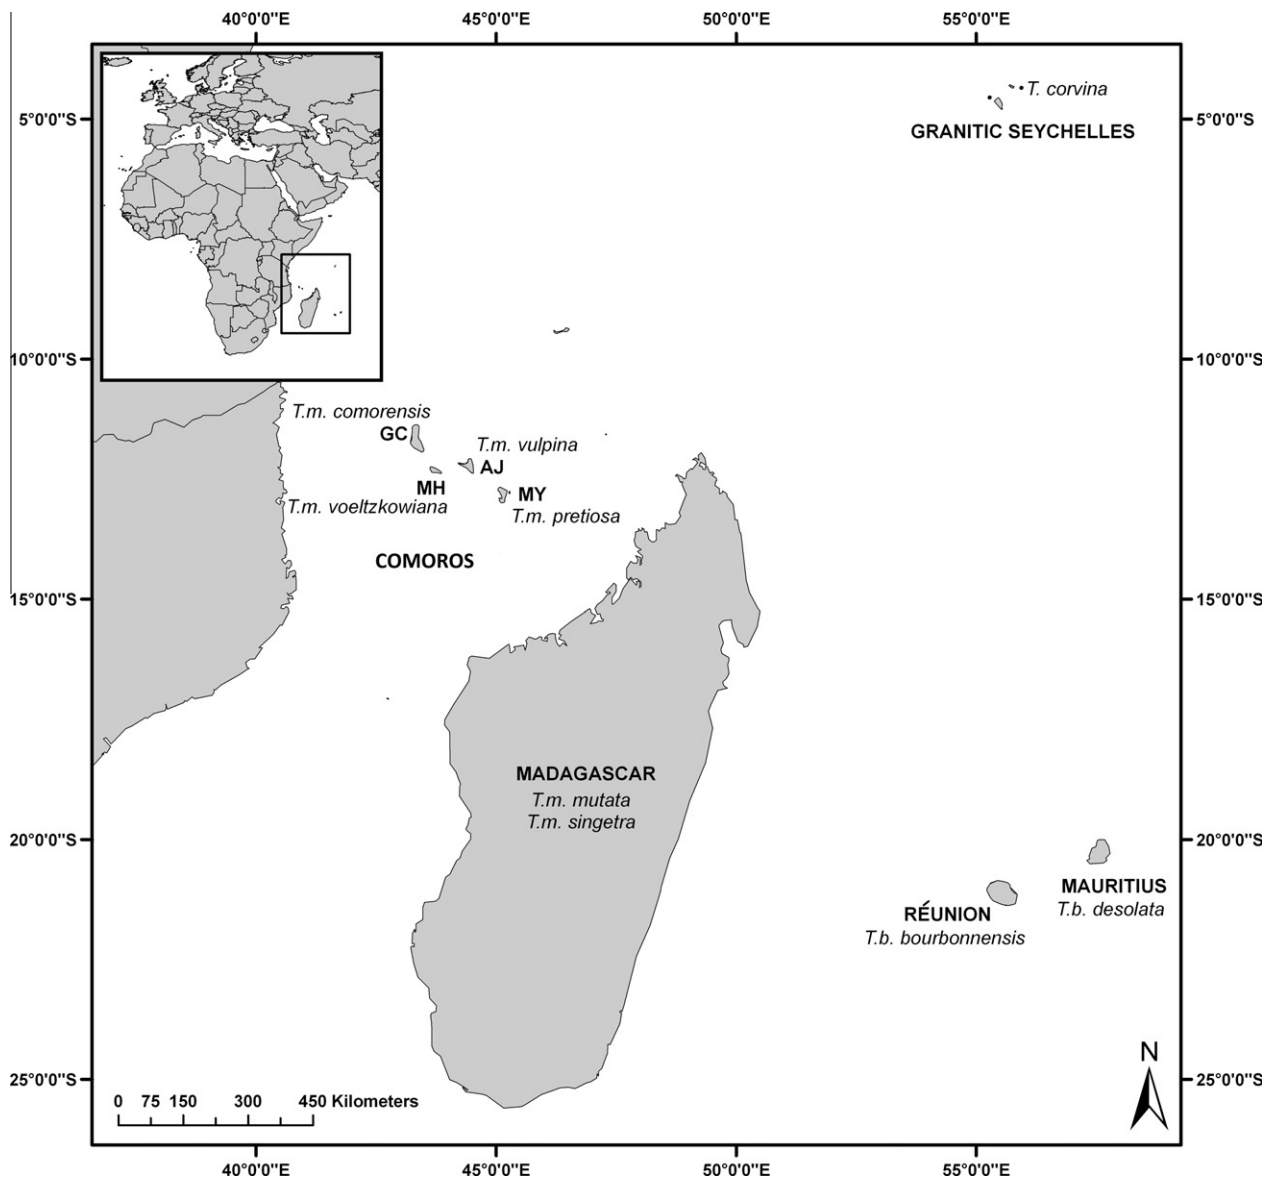 40°0'0"E 45°0'0"E 50°0'0"E 55°0'0"E
T. corvina
5°0'0"S 5°0'0"S
GRANITIC SEYCHELLES
10°0'0"S 10°0'0"S
T.m. comorensis
GC
T.m. vulpina
AJ
MH
MY
T.m. voeltzkowiana
T.m. pretiosa
COMOROS
15°0'0"S 15°0'0"S
MADAGASCAR
T.m. mutata
T.m. singetra
20°0'0"S 20°0'0"S
MAURITIUS
T.b. desolata
RÉUNION
T.b. bourbonnensis
N
25°0'0"S 25°0'0"S
0 75 150 300 450 Kilometers
40°0'0"E 45°0'0"E 50°0'0"E 55°0'0"E